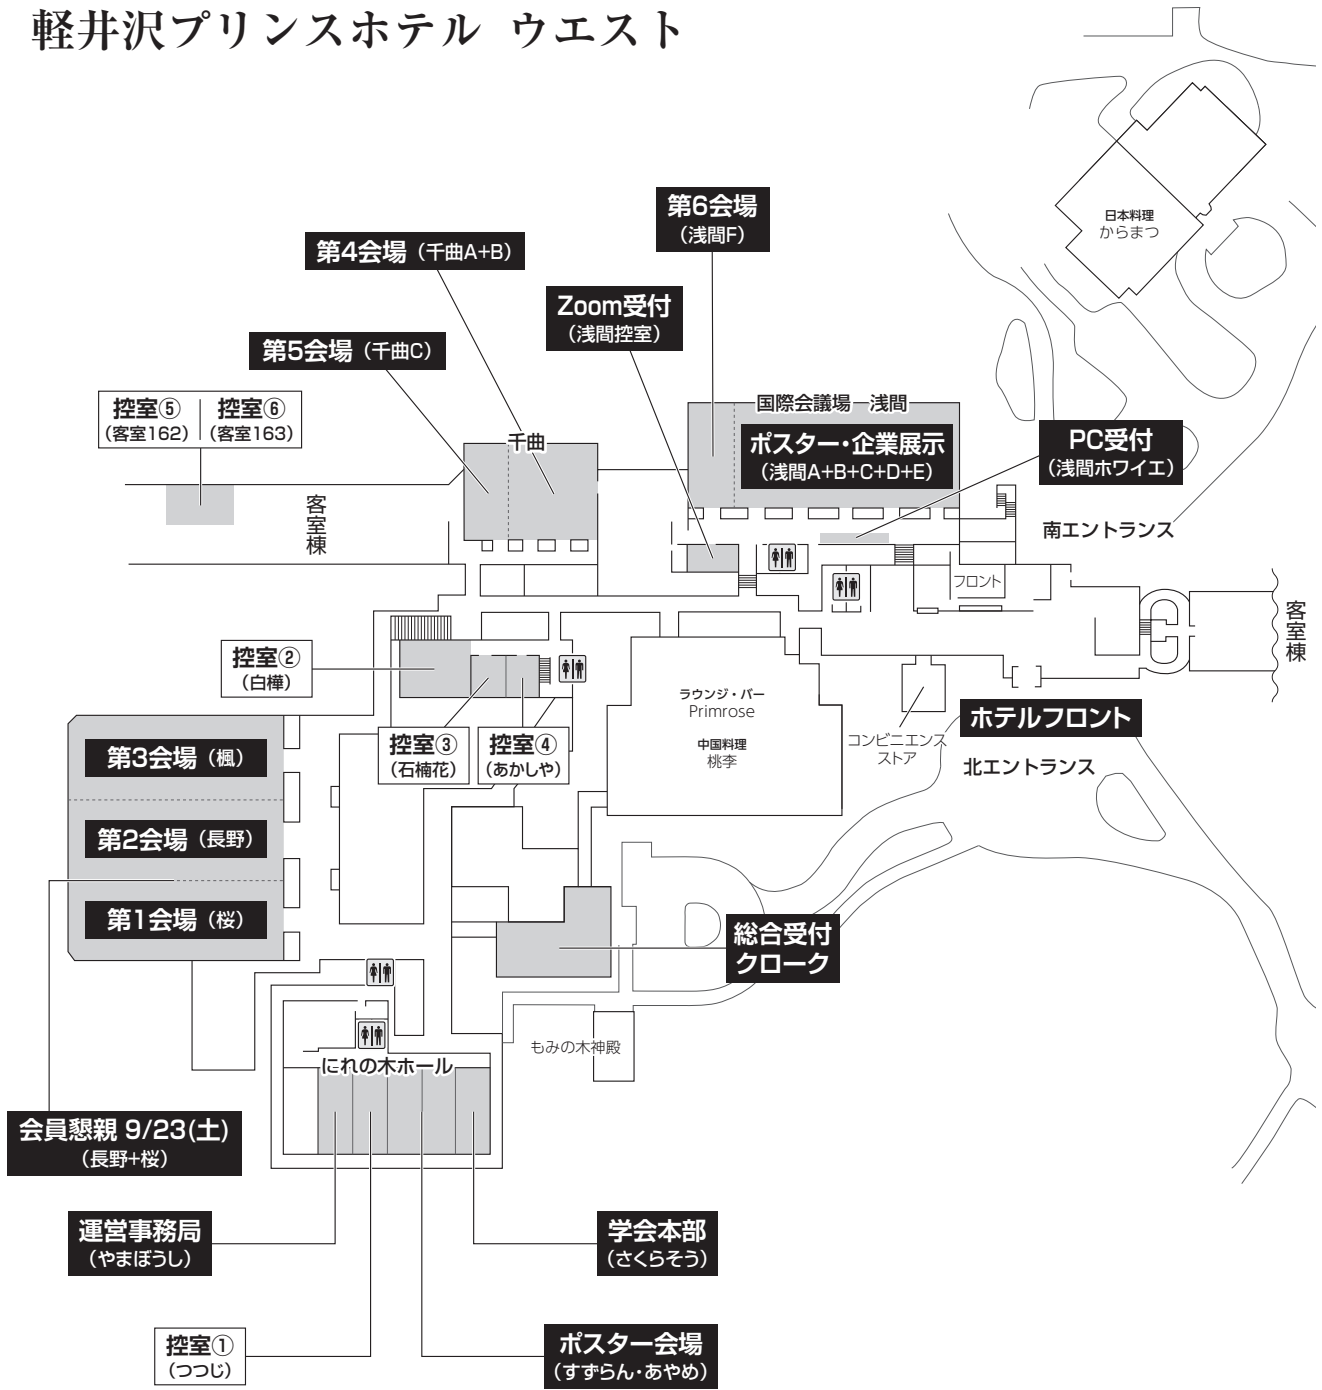 軽井沢プリンスホテル ウエスト
日本料理
からまつ
第6会場
(浅間F)
第4会場(千曲A+B)
Zoom受付
(浅間控室)
第5会場(千曲C)
控室⑤
(客室162)
控室⑥
(客室163)
国際会議場 浅間
ポスター・企業展示
(浅間A+B+C+D+E)
PC受付
(浅間ホワイエ)
千曲
客室棟
南エントランス
フロント
客室棟
控室②
(白樺)
ラウンジ・バー
Primrose
中国料理
桃李
コンビニエンス
ストア
ホテルフロント
北エントランス
控室③
(石楠花)
控室④
(あかしや)
第3会場(楓)
第2会場(長野)
第1会場(桜)
総合受付
クローク
もみの木神殿
にれの木ホール
会員懇親 9/23(土)
(長野+桜)
運営事務局
(やまぼうし)
学会本部
(さくらそう)
控室①
(つつじ)
ポスター会場
(すずらん・あやめ)